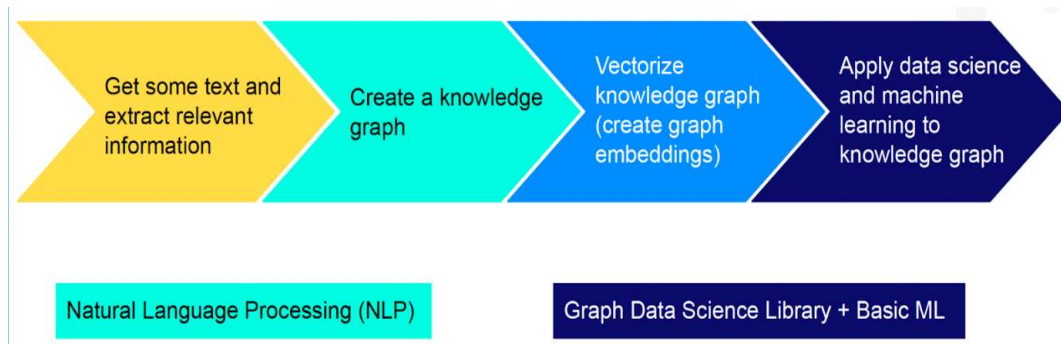 Get some text and
extract relevant
information
Create a knowledge
graph
Vectorize
knowledge graph
(create graph
embeddings)
Apply data science
and machine
learning to
knowledge graph
Natural Language Processing (NLP)
Graph Data Science Library + Basic ML